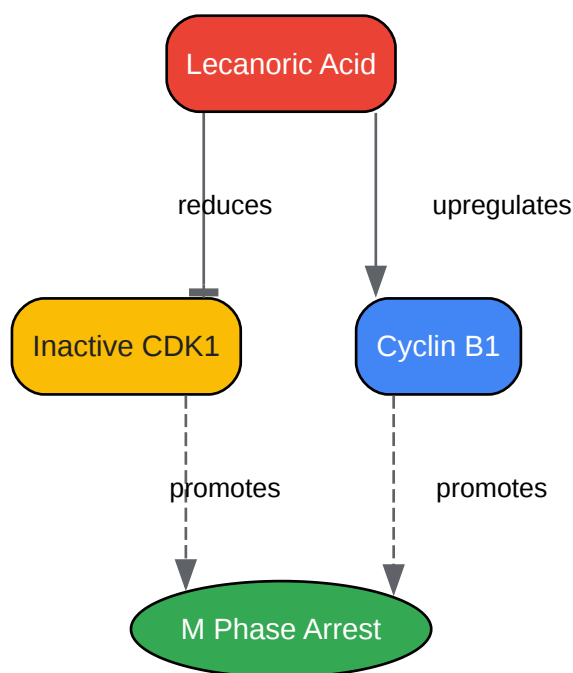 Lecanoric Acid
reduces
upregulates
Inactive CDK1
Cyclin B1
promotes
promotes
M Phase Arrest